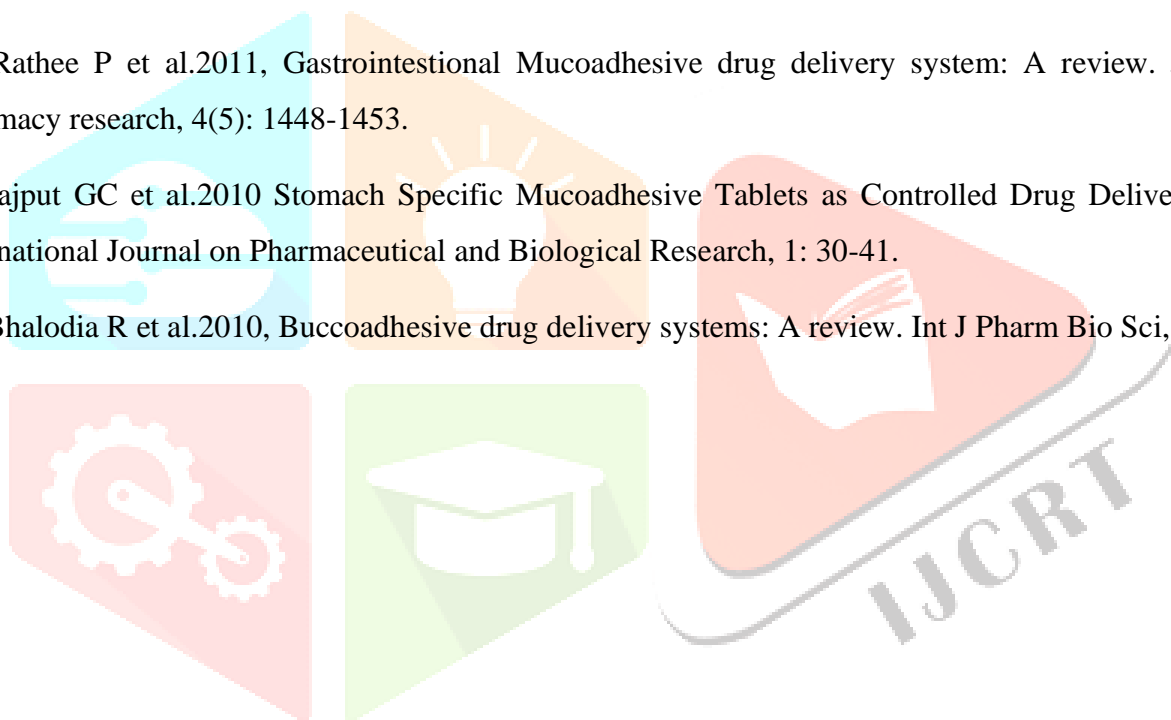 Rathee P et al.2011, Gastrointestional Mucoadhesive drug delivery system: A review.
macy research, 4(5): 1448-1453.
ajput GC et al.2010 Stomach Specific Mucoadhesive Tablets as Controlled Drug Delive
national Journal on Pharmaceutical and Biological Research, 1: 30-41.
Bhalodia R et al.2010, Buccoadhesive drug delivery systems: A review. Int J Pharm Bio Sci,
IJCRT